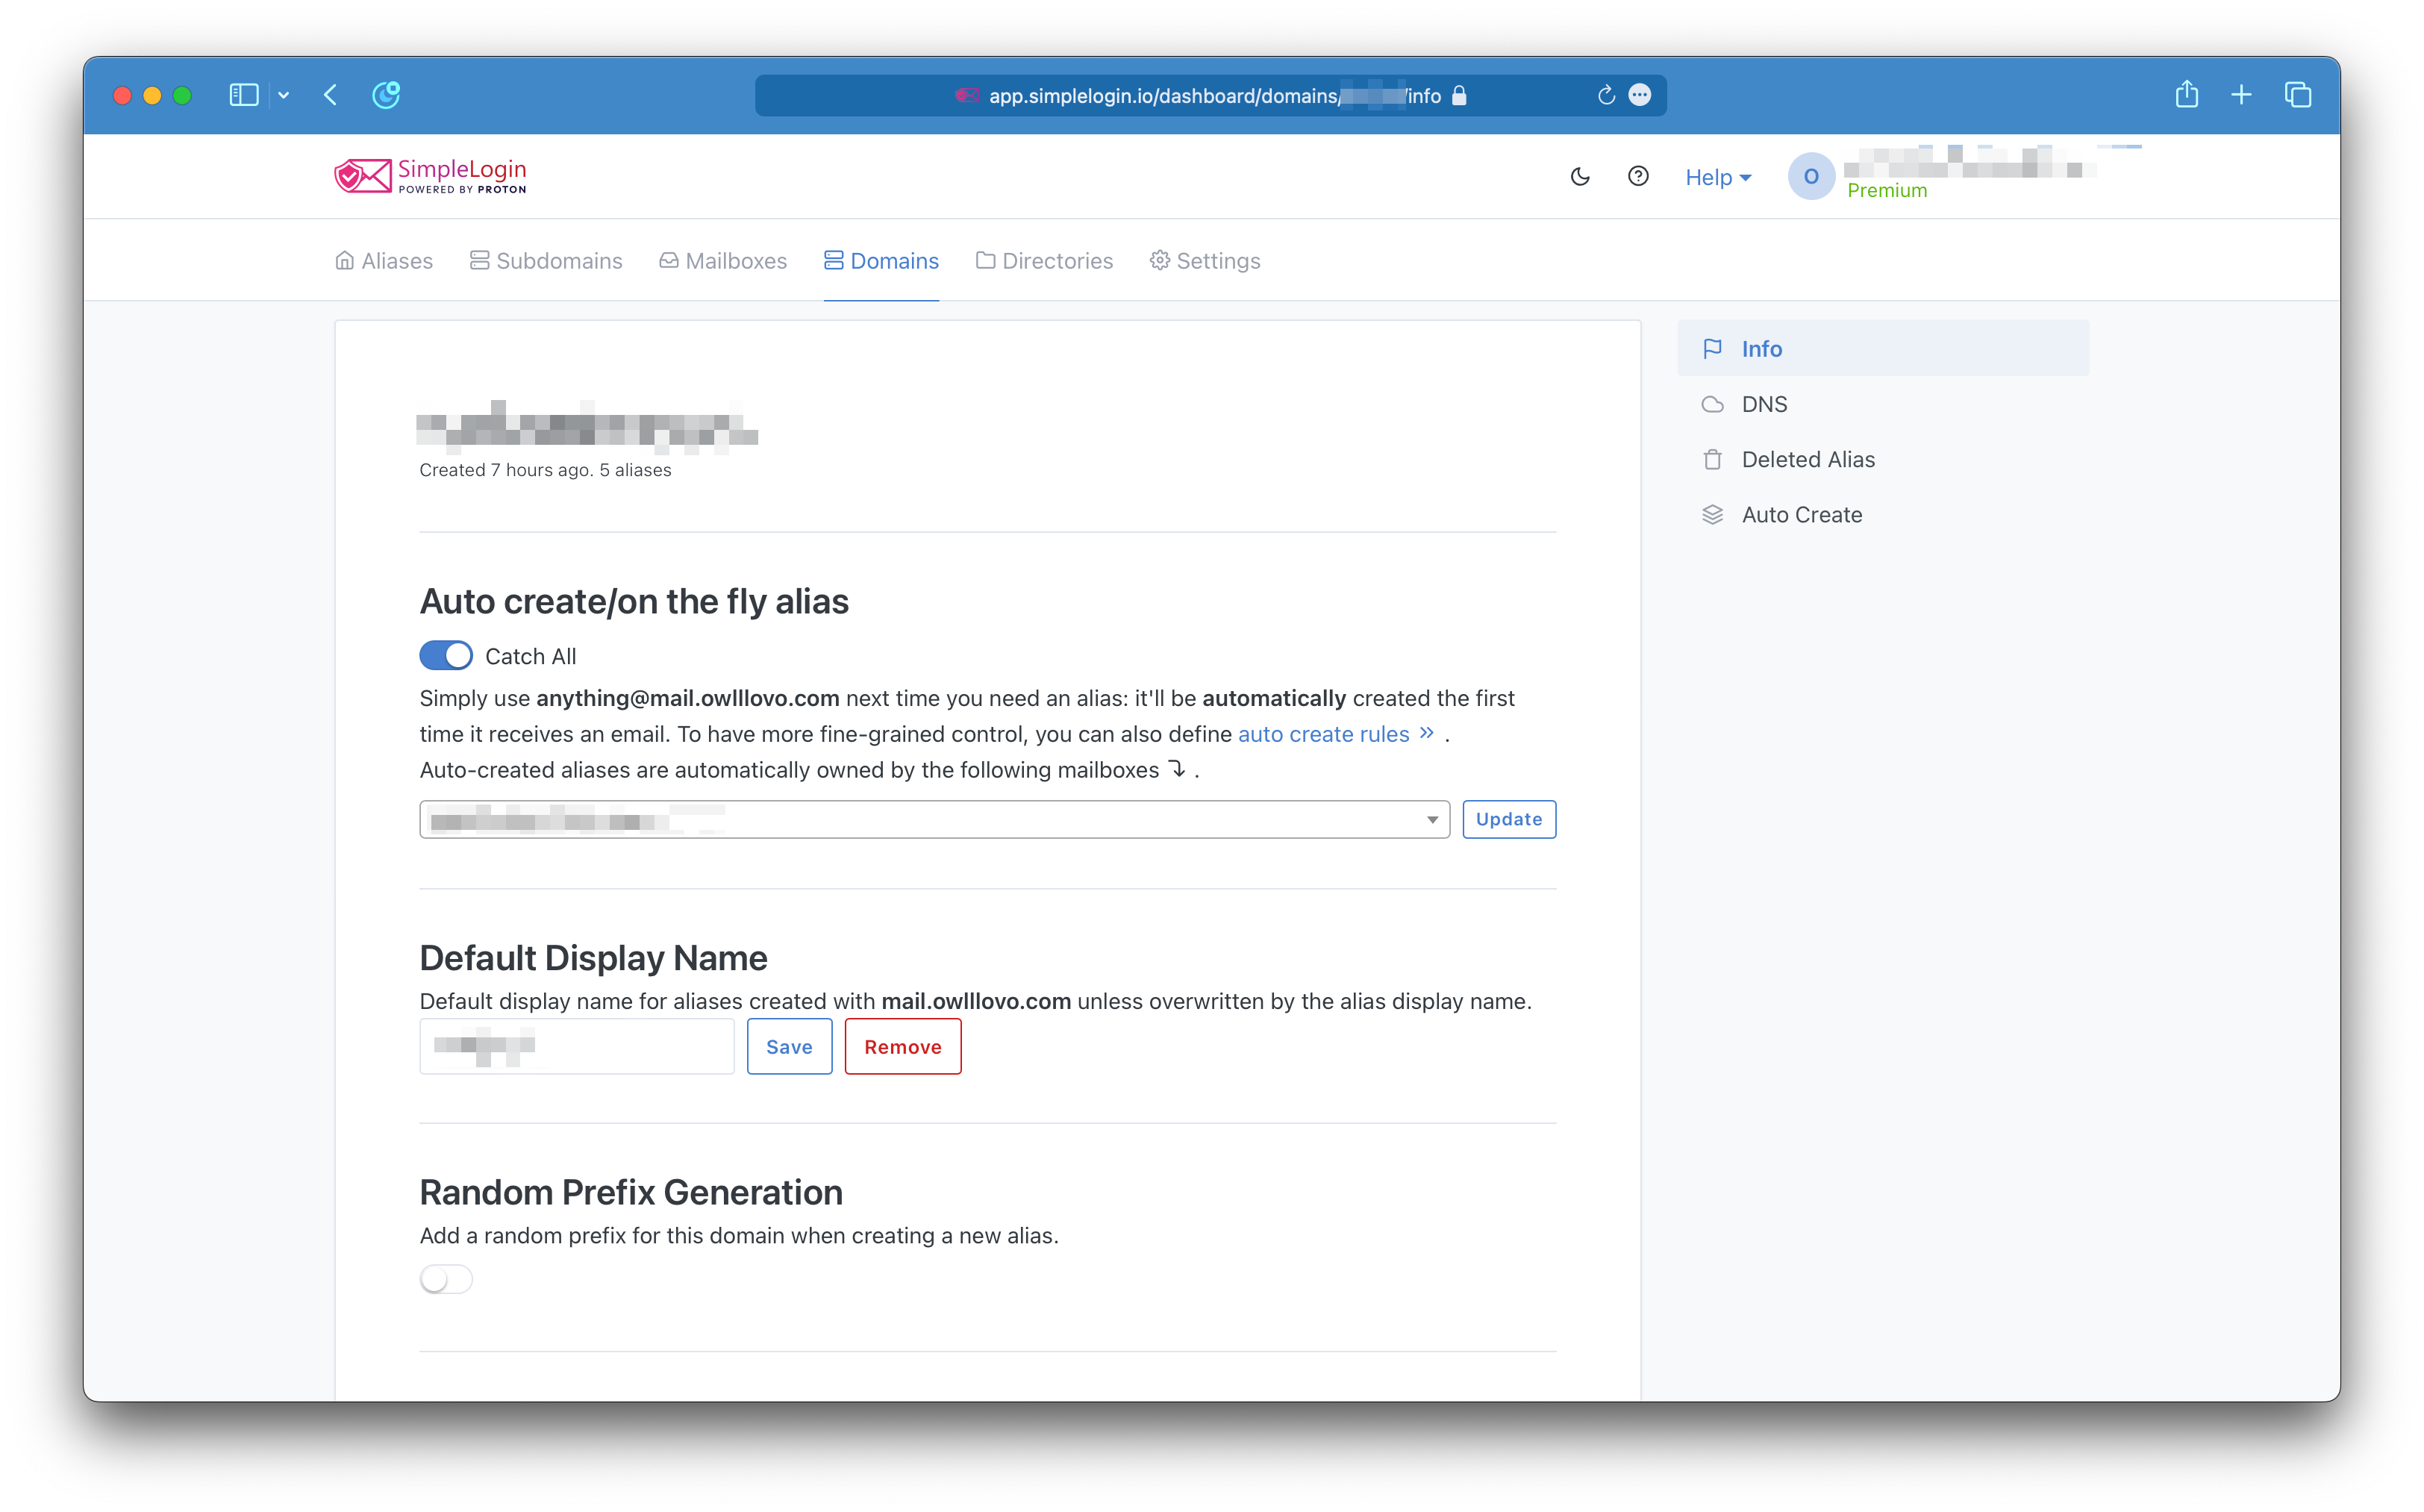 app.simplelogin.io/dashboard/domains/ /info
SimpleLogin
POWERED BY PROTON
Help
O
Premium
Aliases
Subdomains
Mailboxes
Domains
Directories
Settings
Created 7 hours ago. 5 aliases
Auto create/on the fly alias
Catch All
Simply use anything@mail.owlllovo.com next time you need an alias: it'll be automatically created the first
time it receives an email. To have more fine-grained control, you can also define auto create rules » .
Auto-created aliases are automatically owned by the following mailboxes ⤵ .
Update
Default Display Name
Default display name for aliases created with mail.owlllovo.com unless overwritten by the alias display name.
Save
Remove
Random Prefix Generation
Add a random prefix for this domain when creating a new alias.
Info
DNS
Deleted Alias
Auto Create